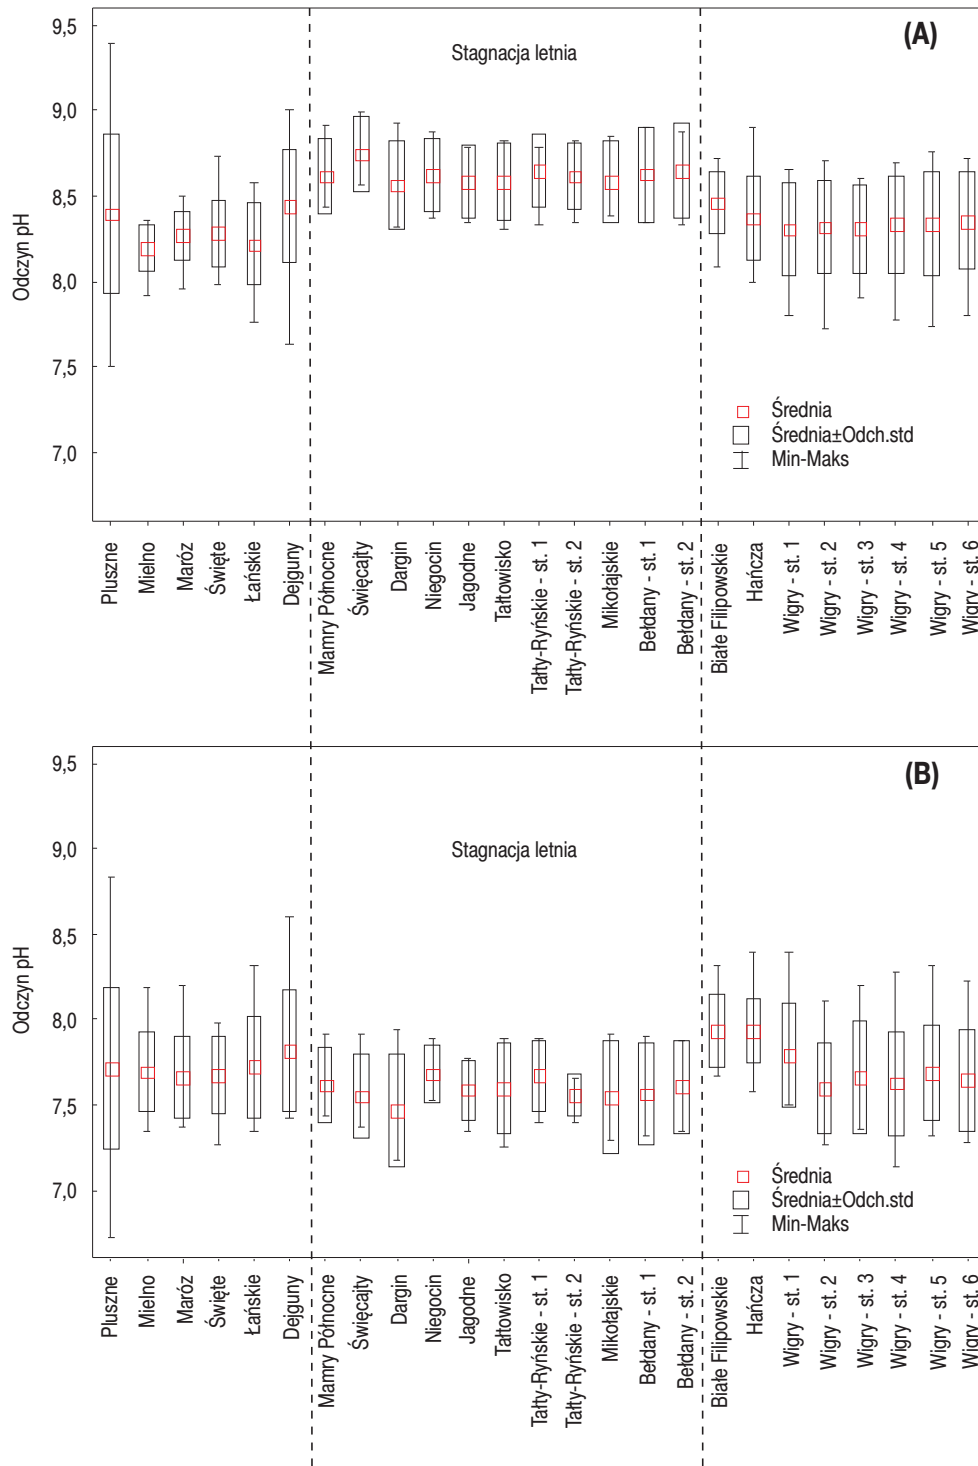 (A)
Stagnacja letnia
Odczyn pH
9,5
9,0
8,5
8,0
7,5
7,0
Średnia
Średnia±Odch.std
Min-Maks
Pluszne
Mielno
Maróz
Święte
Łańskie
Dejguny
Mamry Północne
Święcajty
Dargin
Niegocin
Jagodne
Tałtowisko
Tałty-Ryńskie - st. 1
Tałty-Ryńskie - st. 2
Mikołajskie
Bełdany - st. 1
Bełdany - st. 2
Białe Filipowskie
Hańcza
Wigry - st. 1
Wigry - st. 2
Wigry - st. 3
Wigry - st. 4
Wigry - st. 5
Wigry - st. 6
(B)
Stagnacja letnia
Odczyn pH
9,5
9,0
8,5
8,0
7,5
7,0
Średnia
Średnia±Odch.std
Min-Maks
Pluszne
Mielno
Maróz
Święte
Łańskie
Dejguny
Mamry Północne
Święcajty
Dargin
Niegocin
Jagodne
Tałtowisko
Tałty-Ryńskie - st. 1
Tałty-Ryńskie - st. 2
Mikołajskie
Bełdany - st. 1
Bełdany - st. 2
Białe Filipowskie
Hańcza
Wigry - st. 1
Wigry - st. 2
Wigry - st. 3
Wigry - st. 4
Wigry - st. 5
Wigry - st. 6